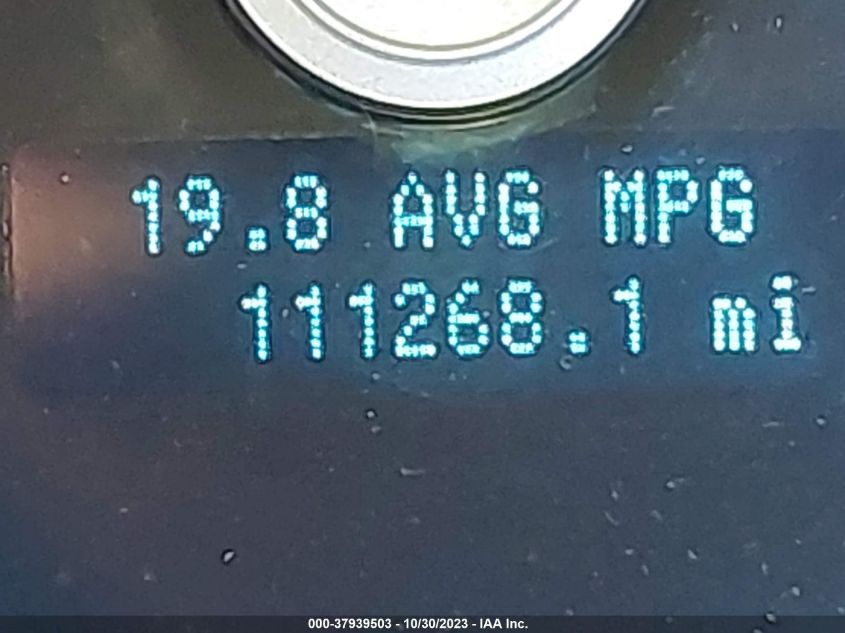 19.8 AVG MPG
111268.1 mi
000-37939503 - 10/30/2023 - IAA Inc.